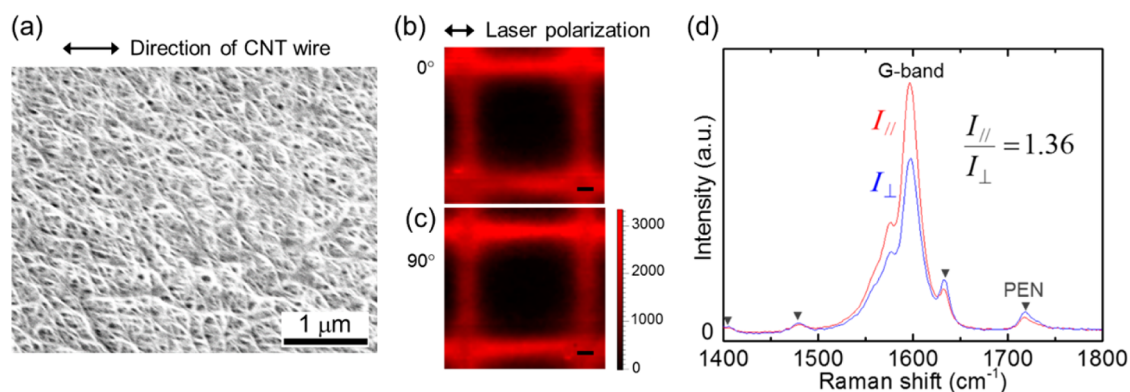 (a)
Direction of CNT wire
1 μm
(b)
Laser polarization
0°
(c)
90°
3000
2000
1000
0
(d)
G-band
I//
I⊥
I// / I⊥ = 1.36
PEN
Intensity (a.u.)
0
1400 1500 1600 1700 1800
Raman shift (cm⁻¹)